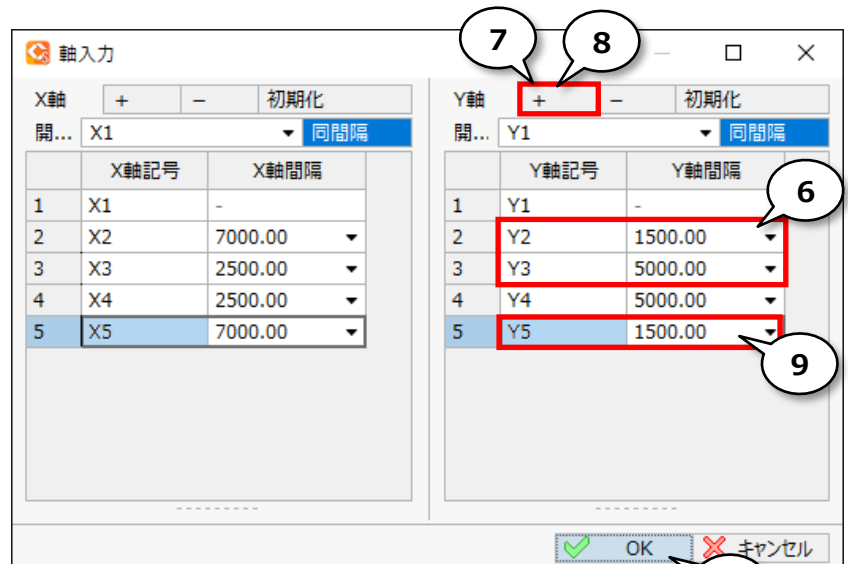 軸入力
7
8
X軸 + − 初期化
開... X1 同間隔
X軸記号 X軸間隔
1 X1 -
2 X2 7000.00
3 X3 2500.00
4 X4 2500.00
5 X5 7000.00
Y軸 + − 初期化
開... Y1 同間隔
Y軸記号 Y軸間隔
6
1 Y1 -
2 Y2 1500.00
3 Y3 5000.00
4 Y4 5000.00
5 Y5 1500.00
9
OK キャンセル